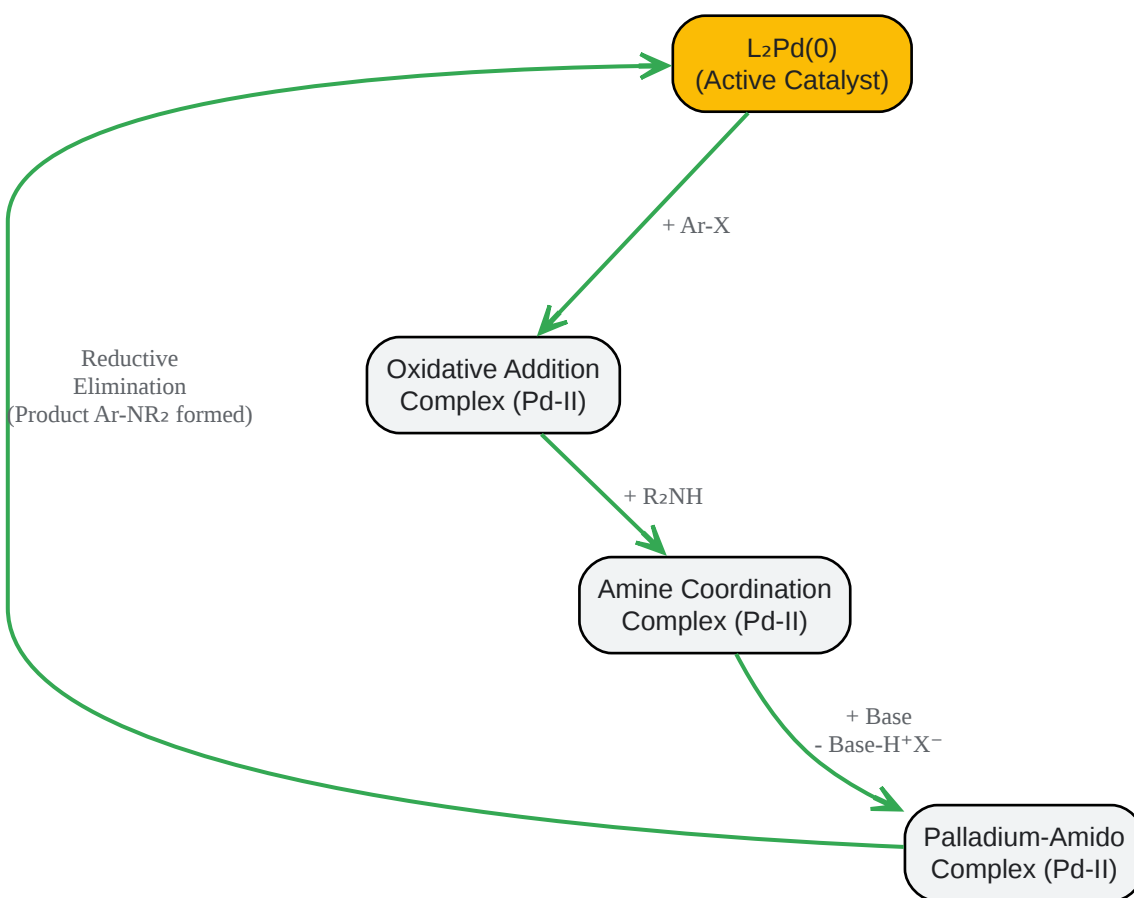 L₂Pd(0)
(Active Catalyst)
+ Ar-X
Reductive
Elimination
(Product Ar-NR₂ formed)
Oxidative Addition
Complex (Pd-II)
+ R₂NH
Amine Coordination
Complex (Pd-II)
+ Base
- Base-H⁺X⁻
Palladium-Amido
Complex (Pd-II)